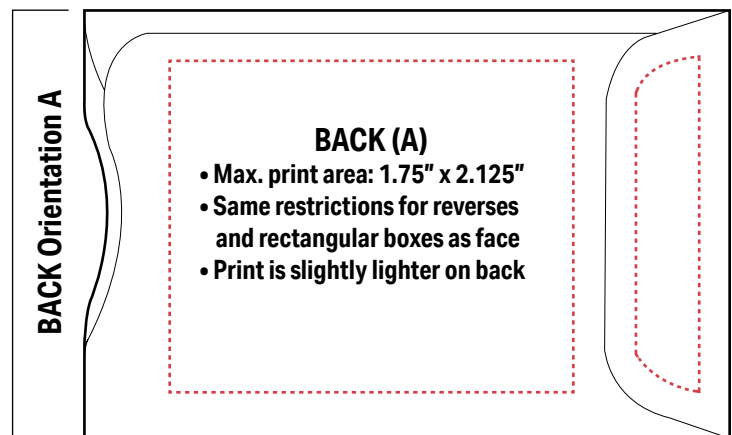 BACK Orientation A
BACK (A)
• Max. print area: 1.75" x 2.125"
• Same restrictions for reverses
and rectangular boxes as face
• Print is slightly lighter on back